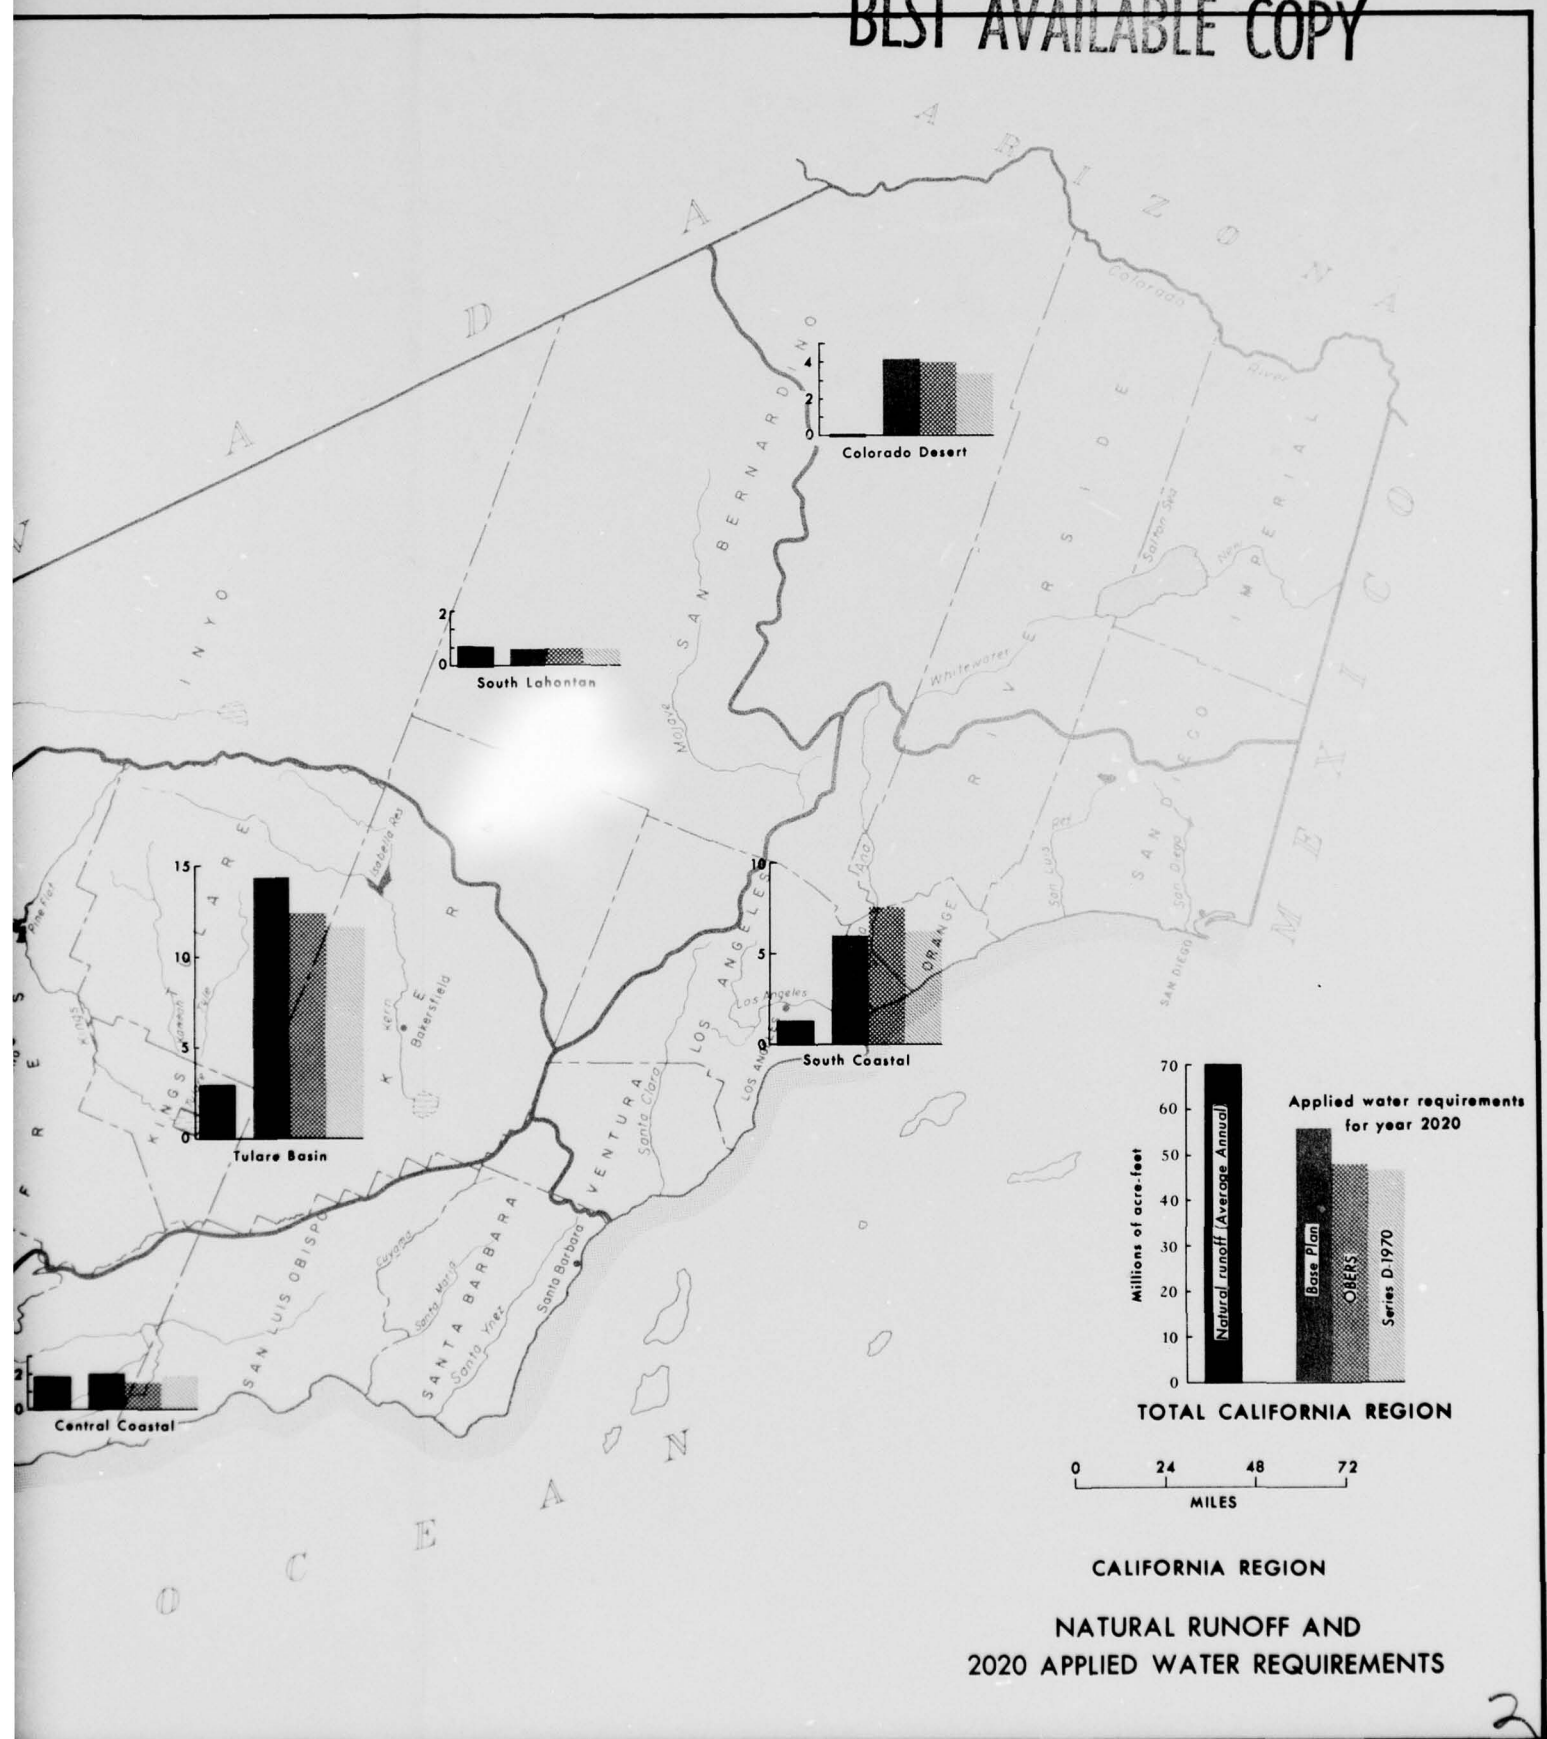 BEST AVAILABLE COPY
A R I Z O N A
A
D
A
Colorado
River
SAN BERNARDINO
4
2
0
Colorado Desert
RIVERSIDE
IMPERIAL
Salton Sea
New
Whitewater
INYO
2
0
South Lahontan
Mojave
MEXICO
SAN DIEGO
San Luis
San Diego
SAN DIEGO
Isabella Res
Pine Flat
TULARE
15
10
5
0
Tulare Basin
Kings
Kaweah
Tule
KINGS
KERN
Kern
Bakersfield
10
5
0
South Coastal
Ana
ORANGE
LOS ANGELES
Los Angeles
VENTURA
Santa Clara
SAN LUIS OBISPO
Cuyama
Santa Maria
SANTA BARBARA
Santa Ynez
Santa Barbara
2
0
Central Coastal
OCEAN
70
60
50
40
30
20
10
0
Millions of acre-feet
Natural runoff (Average Annual)
Applied water requirements
for year 2020
Base Plan
OBERS
Series D-1970
TOTAL CALIFORNIA REGION
0 24 48 72
MILES
CALIFORNIA REGION
NATURAL RUNOFF AND
2020 APPLIED WATER REQUIREMENTS
2